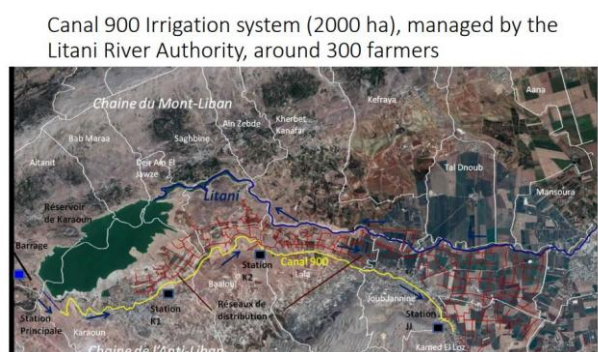 Canal 900 Irrigation system (2000 ha), managed by the
Litani River Authority, around 300 farmers
Chaine du Mont-Liban
Kefraya
Aana
Bab Maraa
Saghbine
Ain Zebde
Kherbet
Kanafar
Aitanit
Deir Ain El
Jawze
Tal Dnoub
Mansoura
Litani
Réservoir
de Karaoun
Barrage
Station
K2
Canal 900
Lala
Baaloul
Station
K1
Réseaux de
distribution
Joub Jannine
Station
Principale
Karaoun
Station
JJ
Chaine de l'Anti-Liban
Kamed El Loz